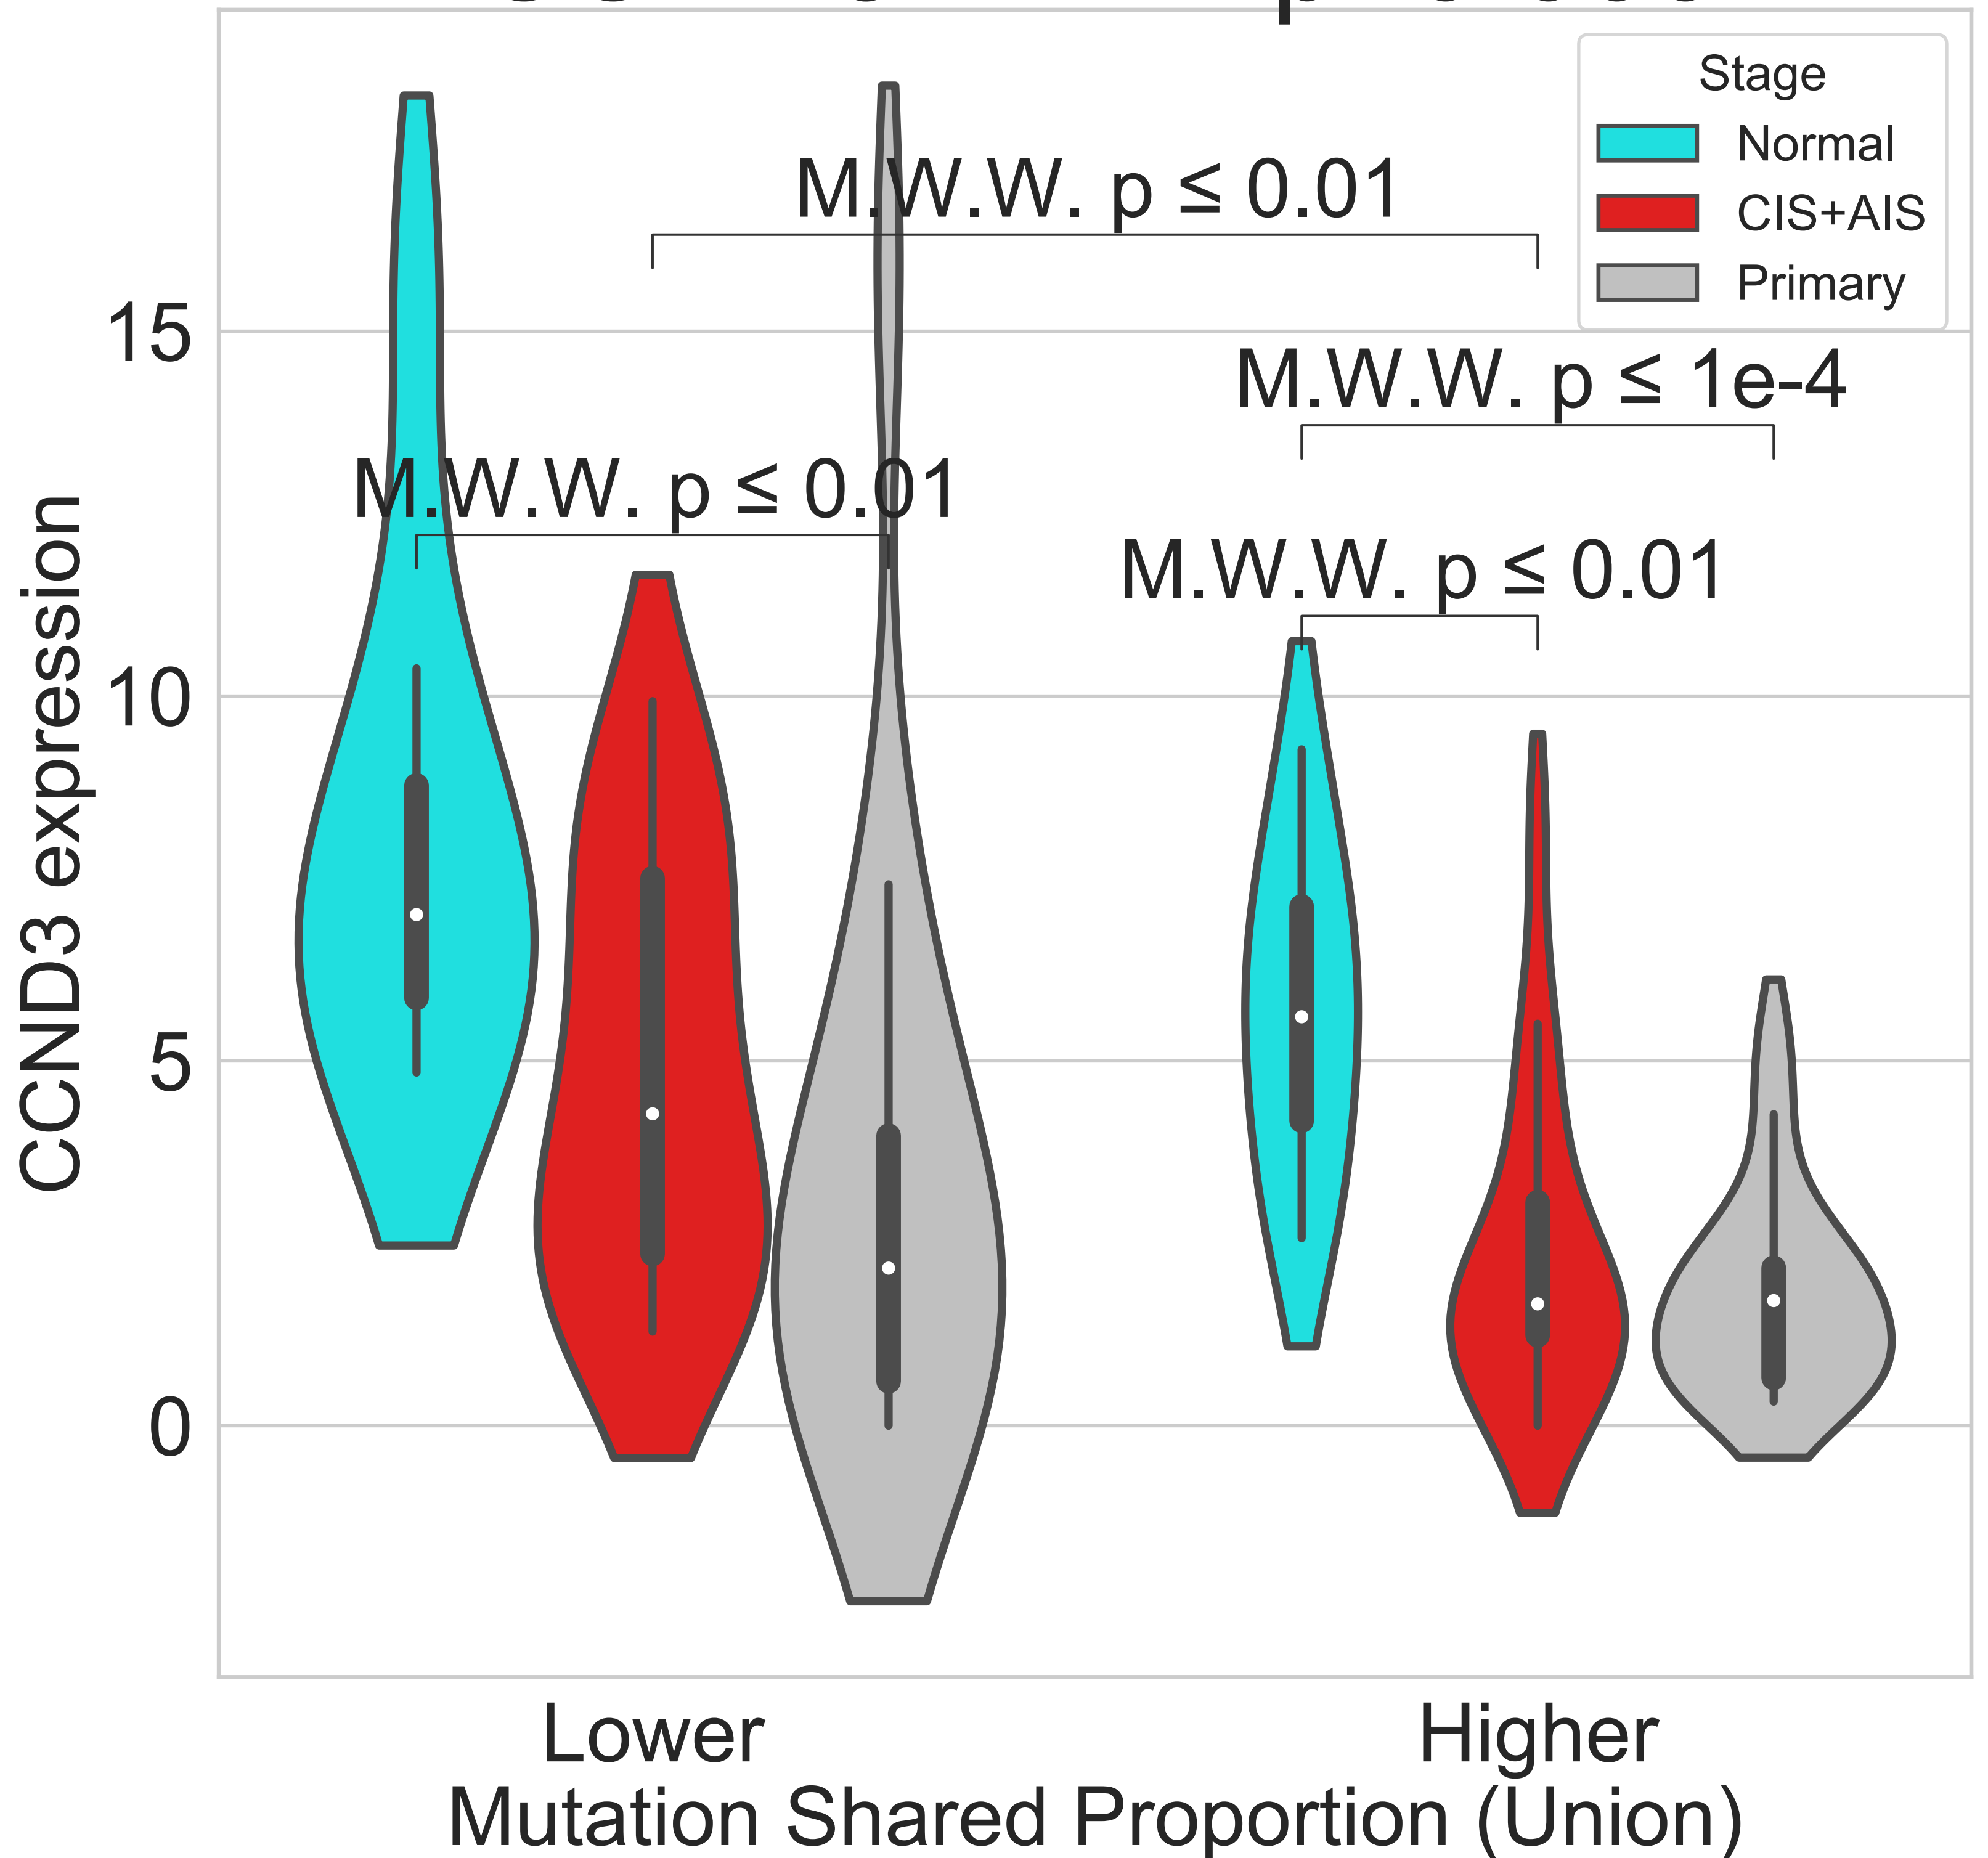 Stage
Normal
CIS+AIS
Primary
M.W.W. p ≤ 0.01
M.W.W. p ≤ 1e-4
M.W.W. p ≤ 0.01
M.W.W. p ≤ 0.01
15
10
5
0
CCND3 expression
Lower
Higher
Mutation Shared Proportion (Union)